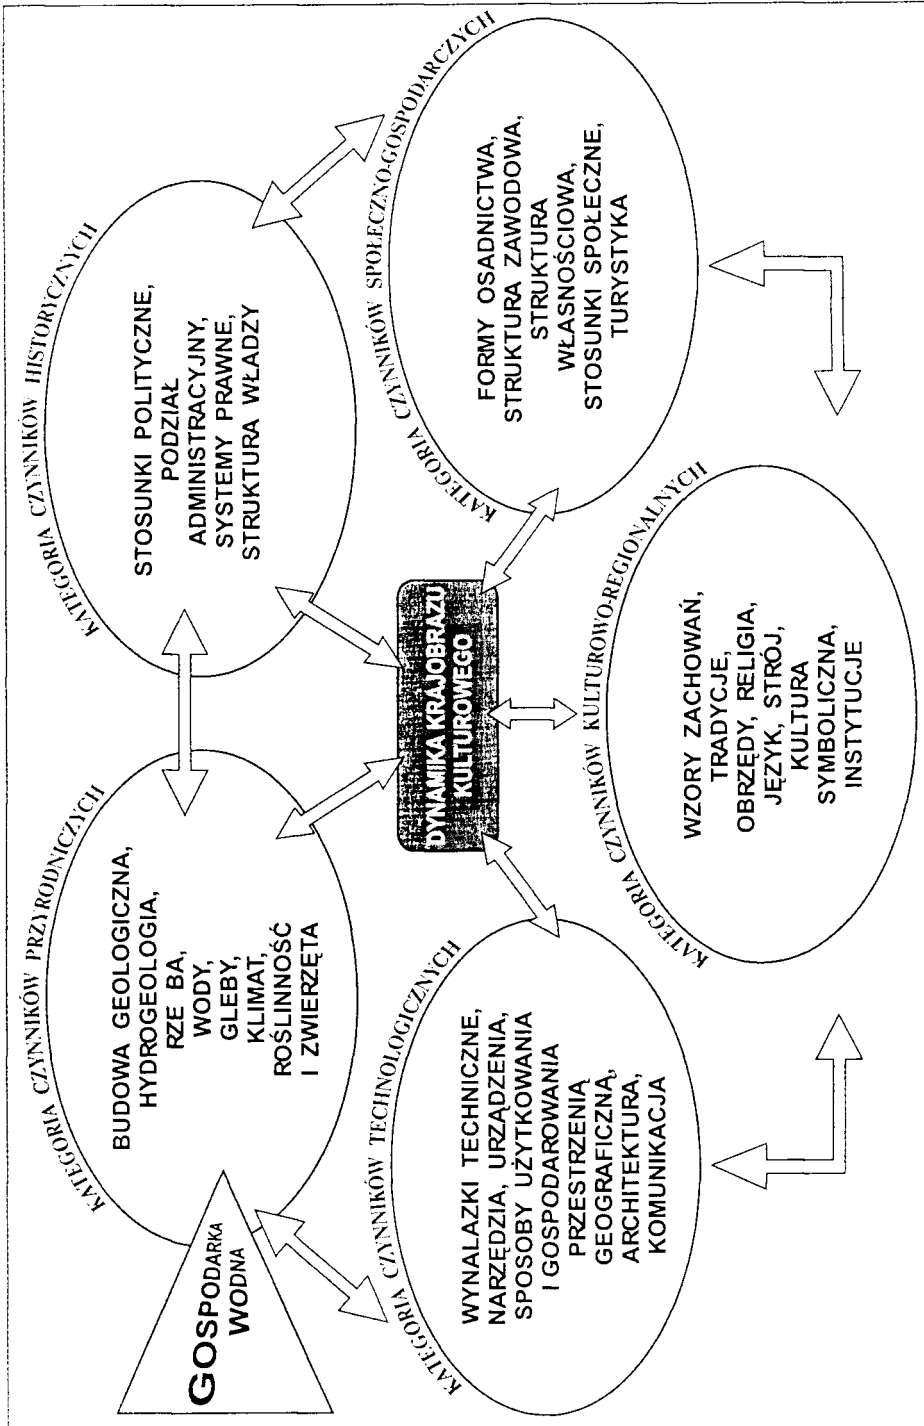 GOSPODARKA
WODNA
KATEGORIA CZYNNIKÓW PRZYRODNICZYCH
BUDOWA GEOLOGICZNA,
HYDROGEOLOGIA,
RZE BA,
WODY,
GLEBY,
KLIMAT,
ROŚLINNOŚĆ
I ZWIERZĘTA
KATEGORIA CZYNNIKÓW HISTORYCZNYCH
STOSUNKI POLITYCZNE,
PODZIAŁ
ADMINISTRACYJNY,
SYSTEMY PRAWNE,
STRUKTURA WŁADZY
DYNAMIKA KRAJOBRAZU
KULTUROWEGO
KATEGORIA CZYNNIKÓW TECHNOLOGICZNYCH
WYNALAZKI TECHNICZNE,
NARZĘDZIA, URZĄDZENIA,
SPOSOBY UŻYTKOWANIA
I GOSPODAROWANIA
PRZESTRZENIĄ
GEOGRAFICZNĄ,
ARCHITEKTURA,
KOMUNIKACJA
KATEGORIA CZYNNIKÓW KULTUROWO-REGIONALNYCH
WZORY ZACHOWAŃ,
TRADYCJE,
OBRZĘDY, RELIGIA,
JĘZYK, STRÓJ,
KULTURA
SYMBOLICZNA,
INSTYTUCJE
KATEGORIA CZYNNIKÓW SPOŁECZNO-GOSPODARCZYCH
FORMY OSADNICTWA,
STRUKTURA ZAWODOWA,
STRUKTURA
WŁASNOŚCIOWA,
STOSUNKI SPOŁECZNE,
TURYSTYKA